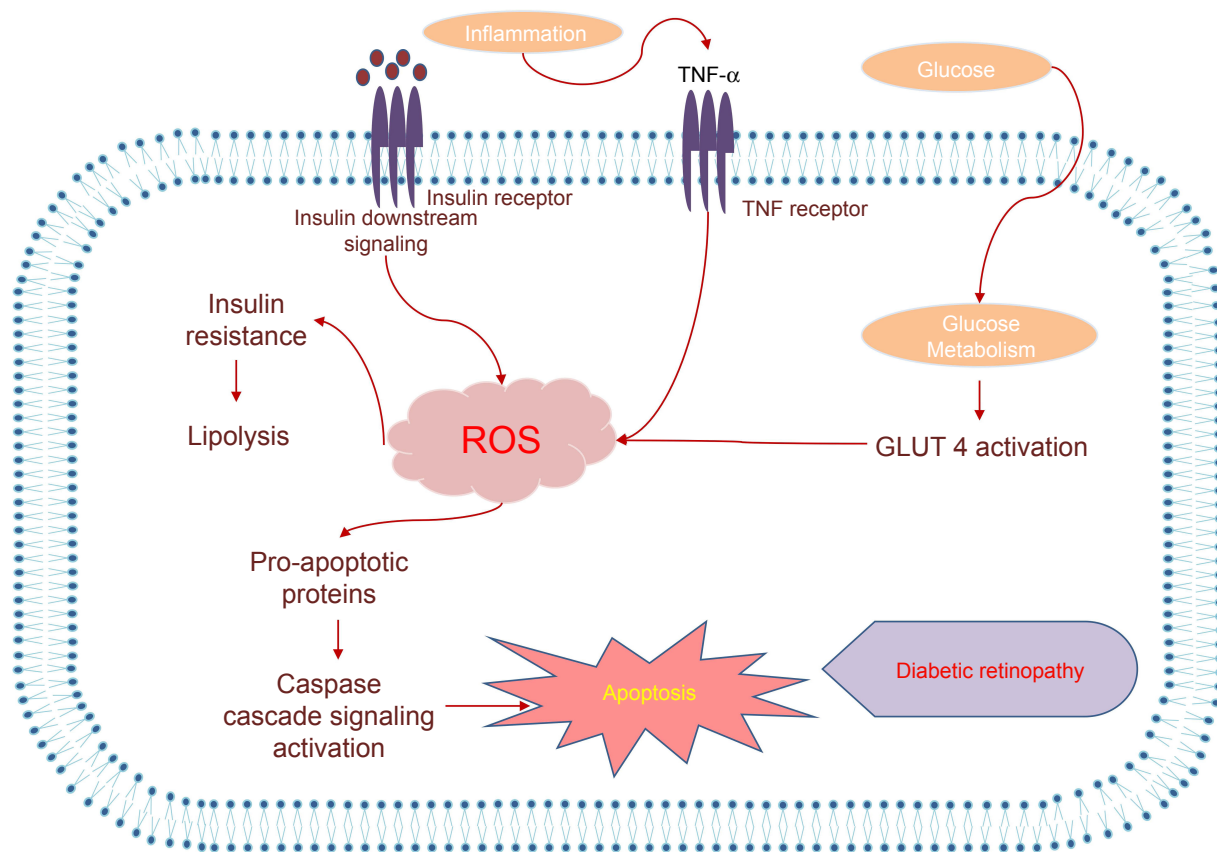 Inflammation
TNF-α
Glucose
Insulin receptor
Insulin downstream
signaling
TNF receptor
Insulin
resistance
Glucose
Metabolism
Lipolysis
ROS
GLUT 4 activation
Pro-apoptotic
proteins
Caspase
cascade signaling
activation
Apoptosis
Diabetic retinopathy